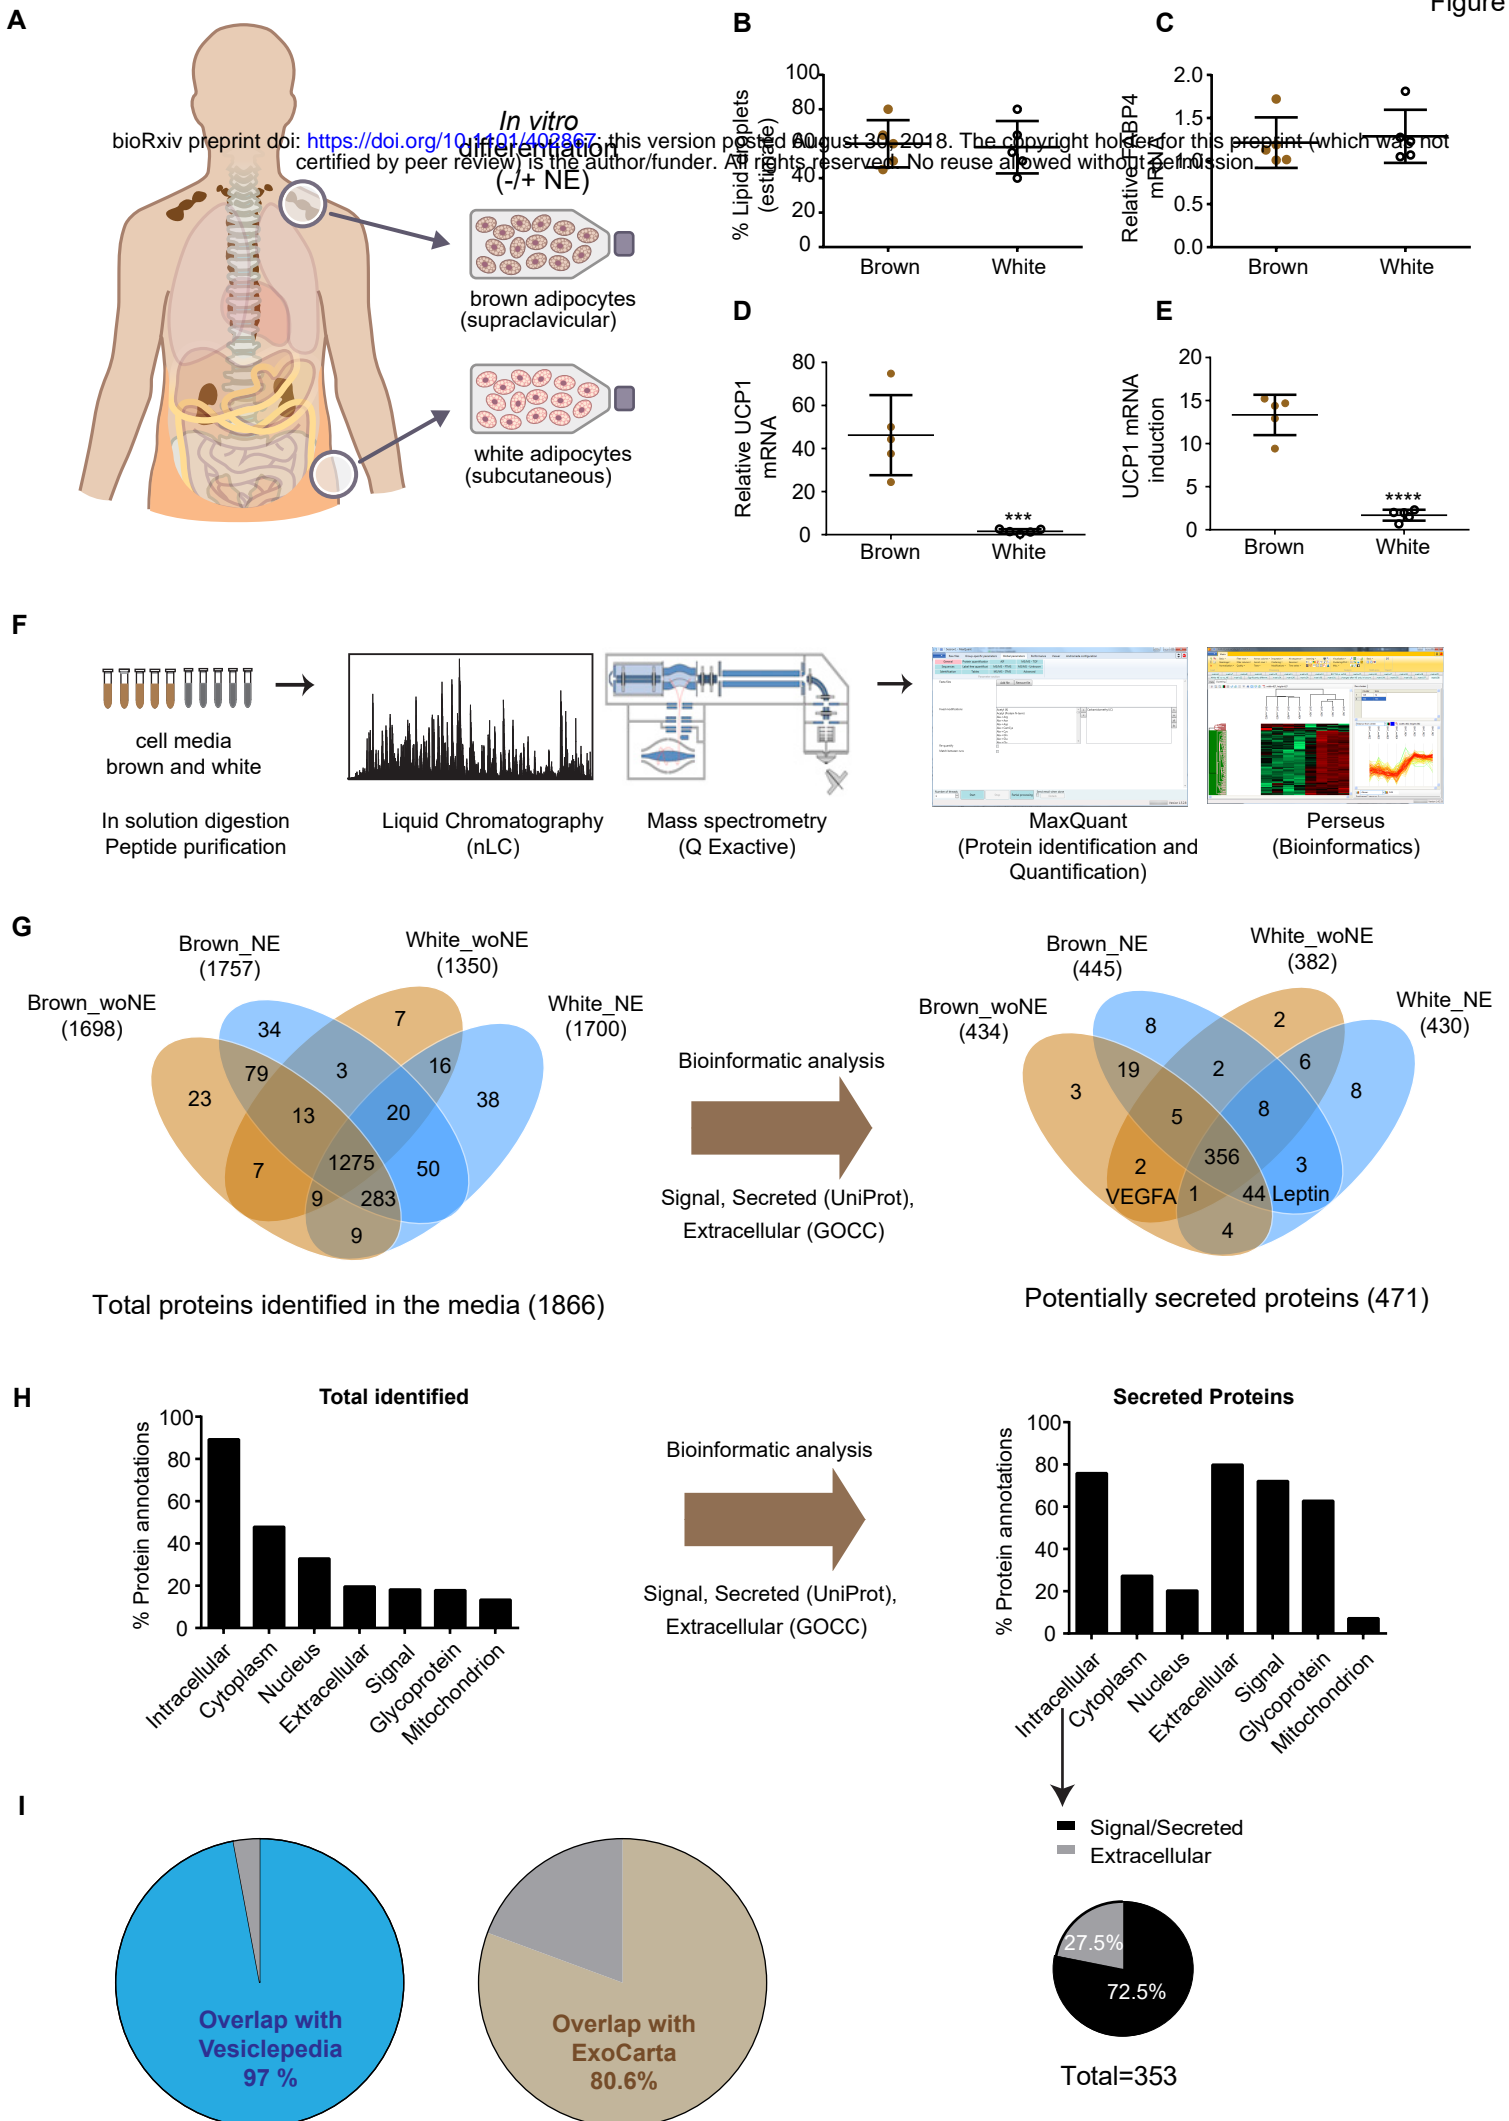 Figure
A
In vitro
differentiation
(-/+ NE)
brown adipocytes
(supraclavicular)
white adipocytes
(subcutaneous)
bioRxiv preprint doi: https://doi.org/10.1101/402867; this version posted August 30, 2018. The copyright holder for this preprint (which was not
certified by peer review) is the author/funder. All rights reserved. No reuse allowed without permission.
B
% Lipid droplets
(estimate)
100
80
60
40
20
0
Brown
White
C
Relative FABP4
mRNA
2.0
1.5
1.0
0.5
0.0
Brown
White
D
Relative UCP1
mRNA
80
60
40
20
0
***
Brown
White
E
UCP1 mRNA
induction
20
15
10
5
0
****
Brown
White
F
cell media
brown and white
In solution digestion
Peptide purification
Liquid Chromatography
(nLC)
Mass spectrometry
(Q Exactive)
MaxQuant
(Protein identification and
Quantification)
Perseus
(Bioinformatics)
G
Brown_woNE
(1698)
Brown_NE
(1757)
White_woNE
(1350)
White_NE
(1700)
34
7
79
3
16
23
13
20
38
7
1275
50
9
283
9
Total proteins identified in the media (1866)
Bioinformatic analysis
Signal, Secreted (UniProt),
Extracellular (GOCC)
Brown_woNE
(434)
Brown_NE
(445)
White_woNE
(382)
White_NE
(430)
8
2
19
2
6
3
5
8
8
2
356
3
VEGFA
1
44
Leptin
4
Potentially secreted proteins (471)
H
Total identified
% Protein annotations
100
80
60
40
20
0
Intracellular
Cytoplasm
Nucleus
Extracellular
Signal
Glycoprotein
Mitochondrion
Bioinformatic analysis
Signal, Secreted (UniProt),
Extracellular (GOCC)
Secreted Proteins
% Protein annotations
100
80
60
40
20
0
Intracellular
Cytoplasm
Nucleus
Extracellular
Signal
Glycoprotein
Mitochondrion
Signal/Secreted
Extracellular
27.5%
72.5%
Total=353
I
Overlap with
Vesiclepedia
97 %
Overlap with
ExoCarta
80.6%